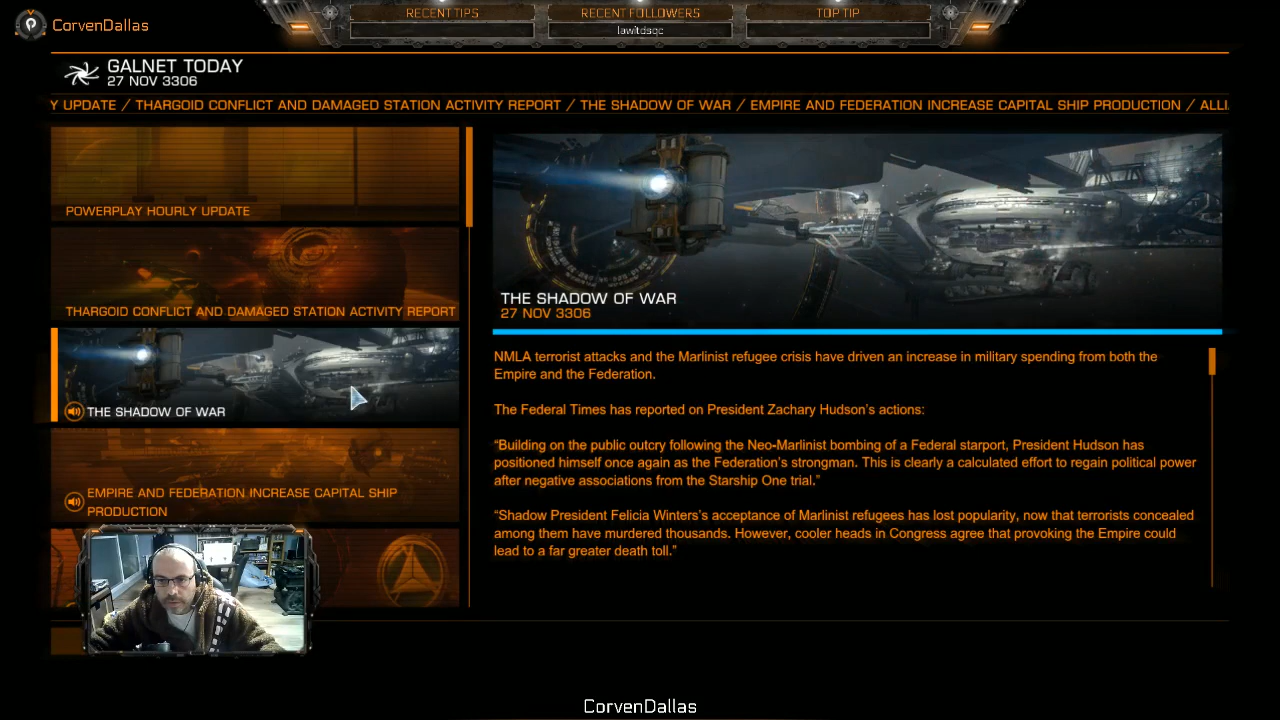 CorvenDallas
RECENT TIPS
RECENT FOLLOWERS
TOP TIP
lawitdsqc
GALNET TODAY
27 NOV 3306
Y UPDATE / THARGOID CONFLICT AND DAMAGED STATION ACTIVITY REPORT / THE SHADOW OF WAR / EMPIRE AND FEDERATION INCREASE CAPITAL SHIP PRODUCTION / ALLI
POWERPLAY HOURLY UPDATE
THARGOID CONFLICT AND DAMAGED STATION ACTIVITY REPORT
THE SHADOW OF WAR
EMPIRE AND FEDERATION INCREASE CAPITAL SHIP
PRODUCTION
THE SHADOW OF WAR
27 NOV 3306
NMLA terrorist attacks and the Marlinist refugee crisis have driven an increase in military spending from both the
Empire and the Federation.
The Federal Times has reported on President Zachary Hudson's actions:
“Building on the public outcry following the Neo-Marlinist bombing of a Federal starport, President Hudson has
positioned himself once again as the Federation's strongman. This is clearly a calculated effort to regain political power
after negative associations from the Starship One trial.”
“Shadow President Felicia Winters's acceptance of Marlinist refugees has lost popularity, now that terrorists concealed
among them have murdered thousands. However, cooler heads in Congress agree that provoking the Empire could
lead to a far greater death toll.”
CorvenDallas